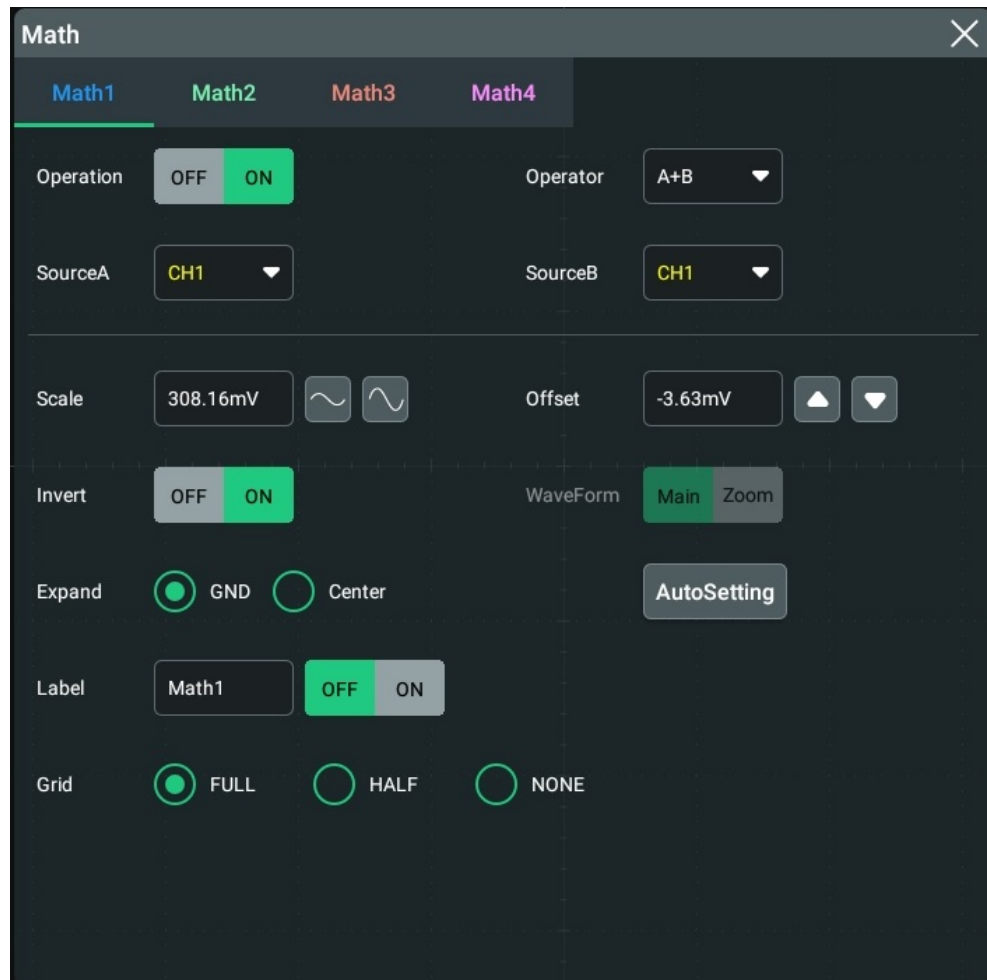 Math
Math1 Math2 Math3 Math4
Operation OFF ON Operator A+B
SourceA CH1 SourceB CH1
Scale 308.16mV Offset -3.63mV
Invert OFF ON WaveForm Main Zoom
Expand GND Center AutoSetting
Label Math1 OFF ON
Grid FULL HALF NONE